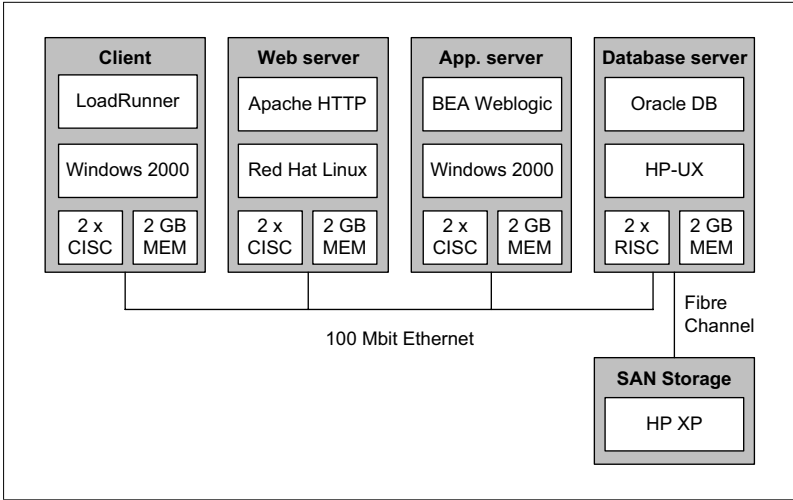 Client
LoadRunner
Windows 2000
2 x
CISC
2 GB
MEM
Web server
Apache HTTP
Red Hat Linux
2 x
CISC
2 GB
MEM
App. server
BEA Weblogic
Windows 2000
2 x
CISC
2 GB
MEM
Database server
Oracle DB
HP-UX
2 x
RISC
2 GB
MEM
100 Mbit Ethernet
Fibre
Channel
SAN Storage
HP XP